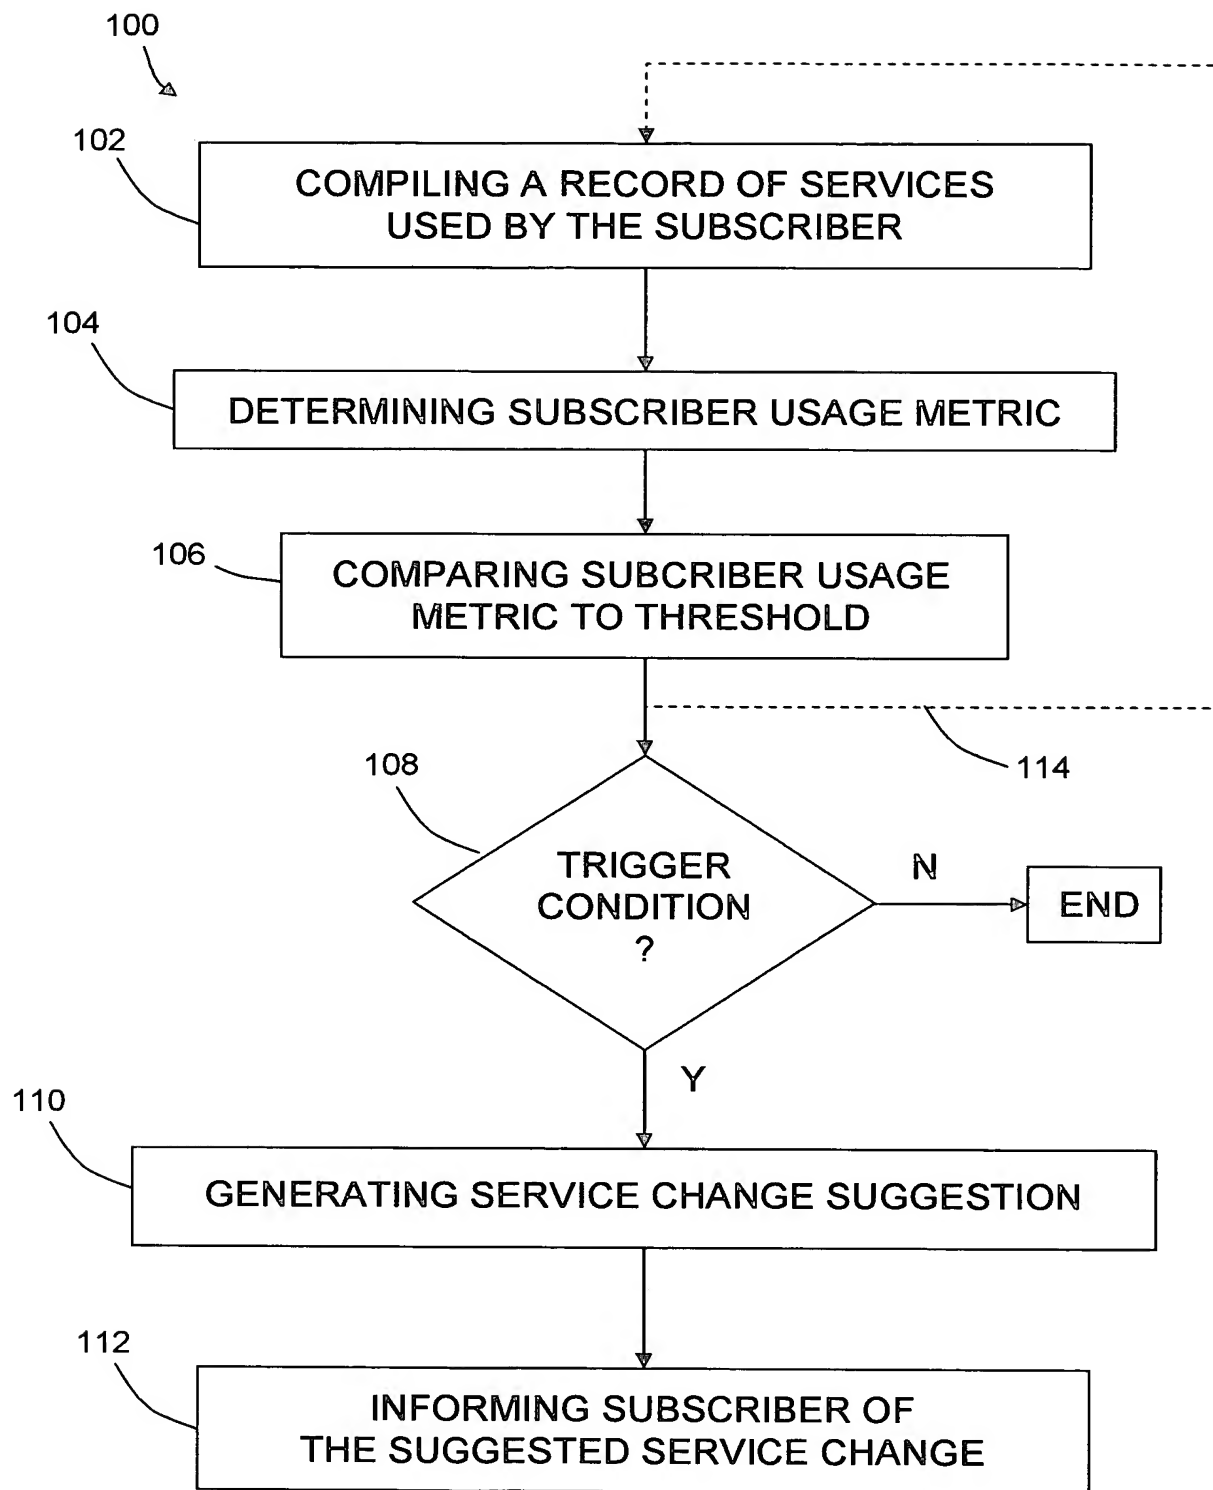 100
102
COMPILING A RECORD OF SERVICES
USED BY THE SUBSCRIBER
104
DETERMINING SUBSCRIBER USAGE METRIC
106
COMPARING SUBCRIBER USAGE
METRIC TO THRESHOLD
114
108
TRIGGER
CONDITION
?
N
END
Y
110
GENERATING SERVICE CHANGE SUGGESTION
112
INFORMING SUBSCRIBER OF
THE SUGGESTED SERVICE CHANGE